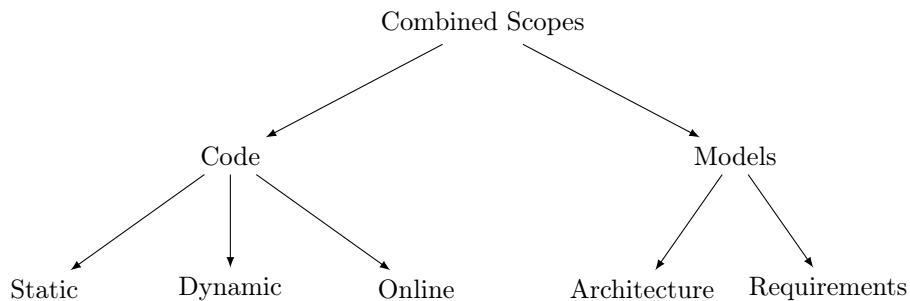 Combined Scopes
Code
Models
Static
Dynamic
Online
Architecture
Requirements